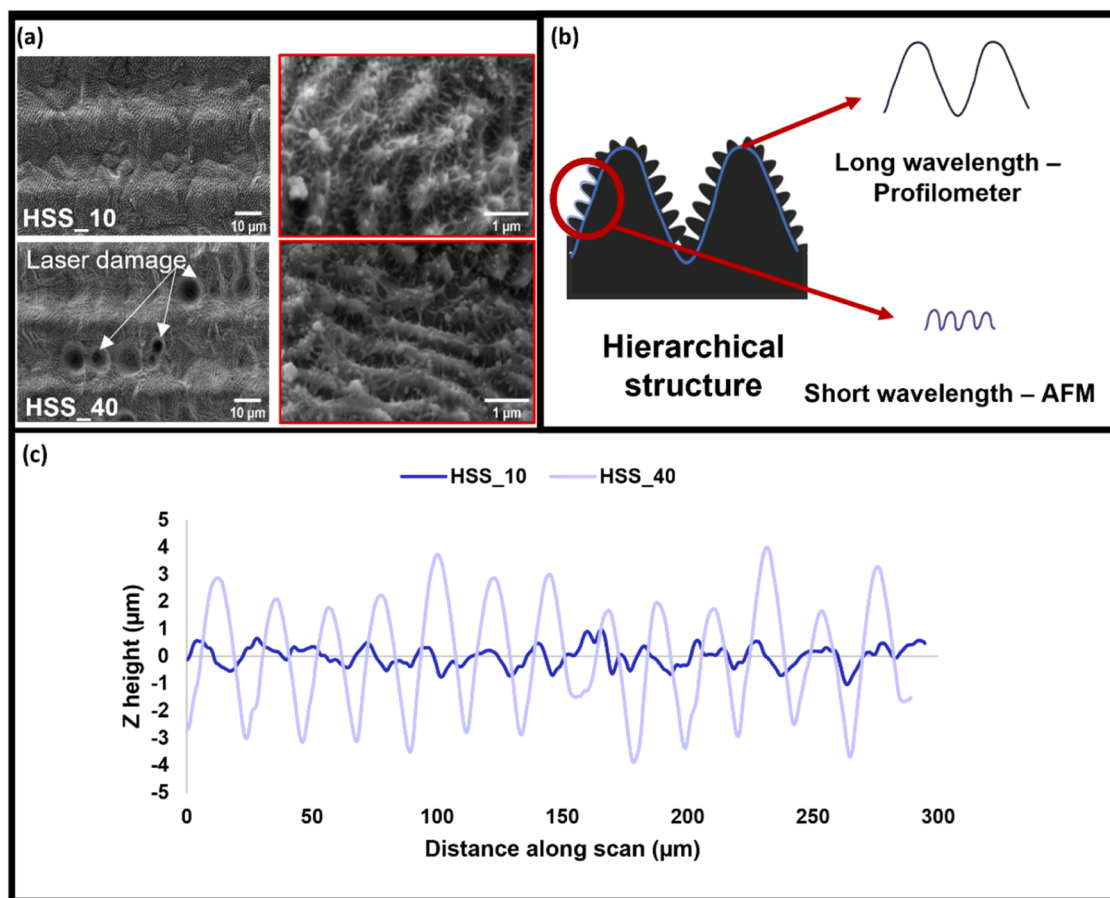 (a)
HSS_10
10 µm
1 µm
Laser damage
HSS_40
10 µm
1 µm
(b)
Long wavelength –
Profilometer
Hierarchical
structure
Short wavelength – AFM
(c)
HSS_10
HSS_40
Z height (µm)
5
4
3
2
1
0
-1
-2
-3
-4
-5
0
50
100
150
200
250
300
Distance along scan (µm)